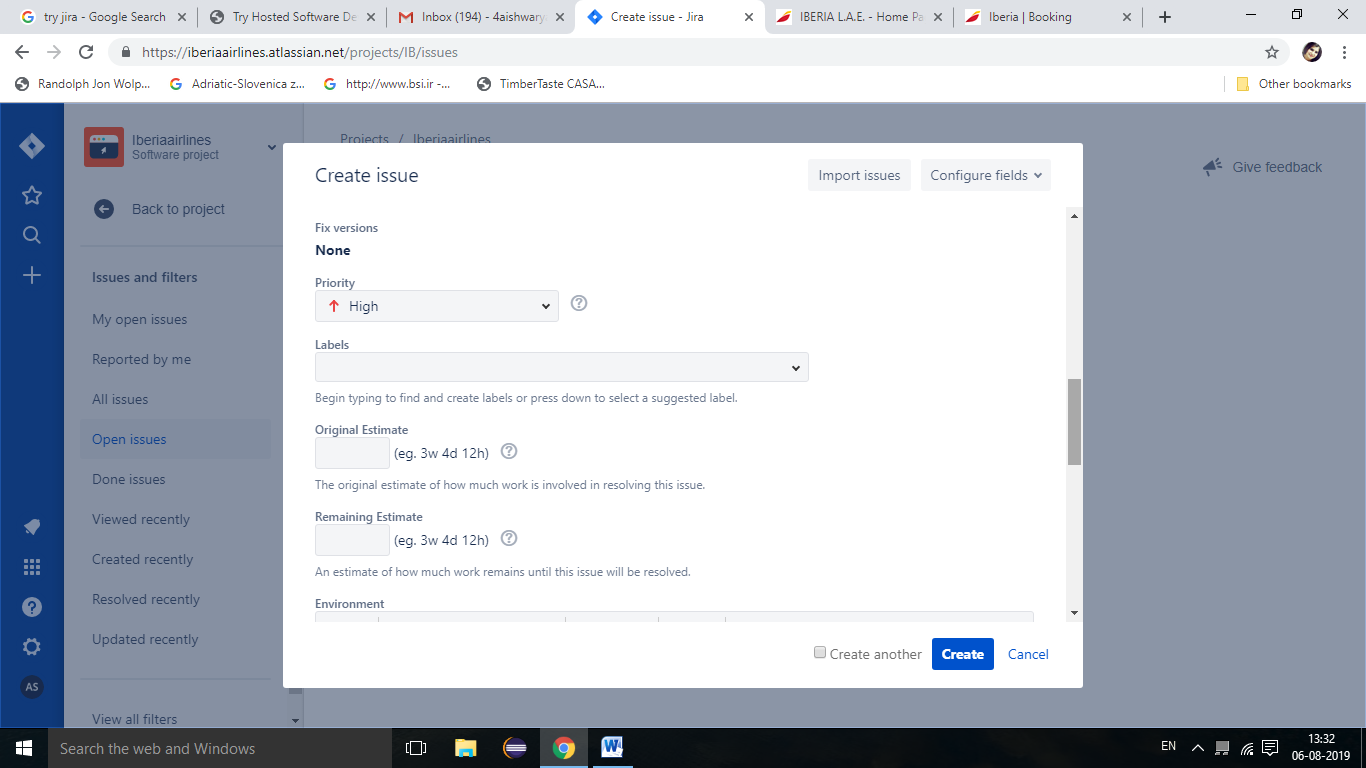 try jira - Google Search
Try Hosted Software De
Inbox (194) - 4aishwary
Create issue - Jira
IBERIA L.A.E. - Home Pa
Iberia | Booking
https://iberiaairlines.atlassian.net/projects/IB/issues
Randolph Jon Wolp...
Adriatic-Slovenica z...
http://www.bsi.ir -...
TimberTaste CASA...
Other bookmarks
Iberiaairlines
Software project
Back to project
Issues and filters
My open issues
Reported by me
All issues
Open issues
Done issues
Viewed recently
Created recently
Resolved recently
Updated recently
View all filters
AS
Projects / Iberiaairlines
Give feedback
Create issue
Import issues
Configure fields
Fix versions
None
Priority
High
Labels
Begin typing to find and create labels or press down to select a suggested label.
Original Estimate
(eg. 3w 4d 12h)
The original estimate of how much work is involved in resolving this issue.
Remaining Estimate
(eg. 3w 4d 12h)
An estimate of how much work remains until this issue will be resolved.
Environment
Create another
Create
Cancel
Search the web and Windows
EN
13:32
06-08-2019